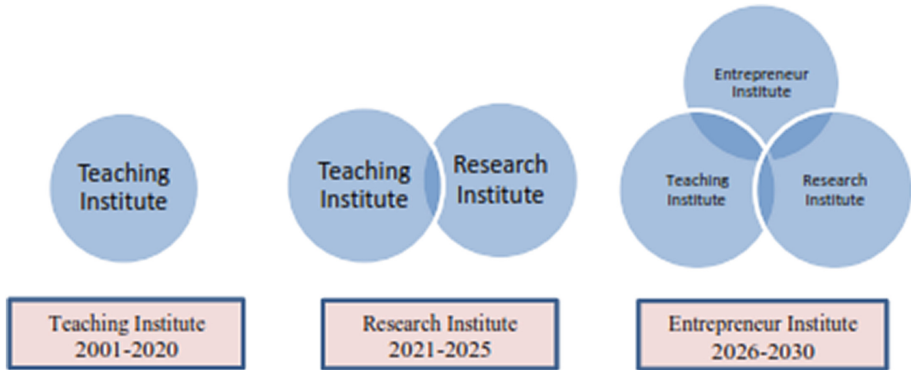 Teaching
Institute
Teaching
Institute
Research
Institute
Entrepreneur
Institute
Teaching
Institute
Research
Institute
Teaching Institute
2001-2020
Research Institute
2021-2025
Entrepreneur Institute
2026-2030